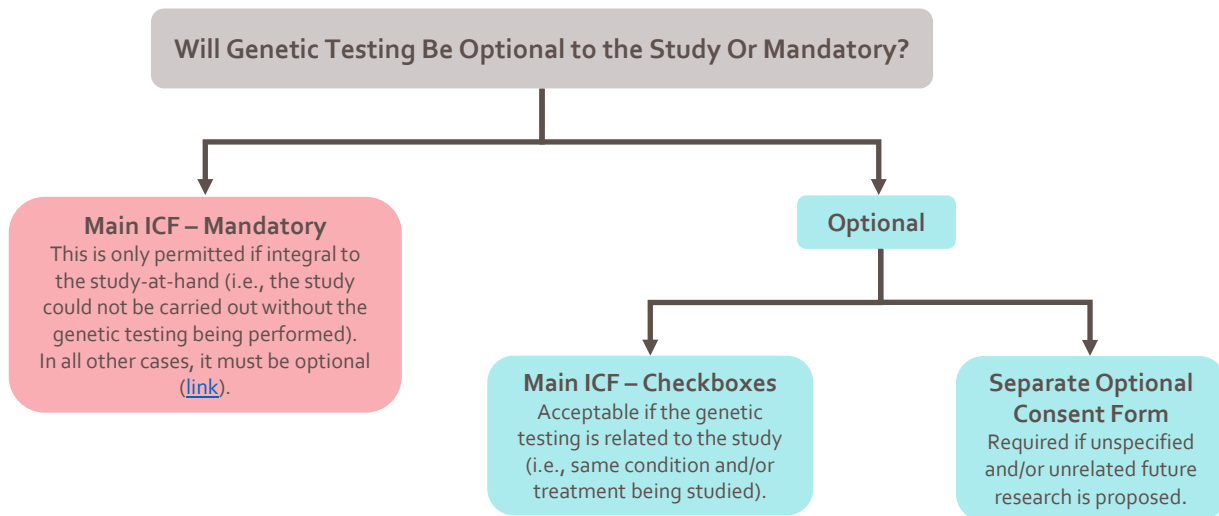 Will Genetic Testing Be Optional to the Study Or Mandatory?
Main ICF – Mandatory
This is only permitted if integral to
the study-at-hand (i.e., the study
could not be carried out without the
genetic testing being performed).
In all other cases, it must be optional
(link).
Optional
Main ICF – Checkboxes
Acceptable if the genetic
testing is related to the study
(i.e., same condition and/or
treatment being studied).
Separate Optional
Consent Form
Required if unspecified
and/or unrelated future
research is proposed.